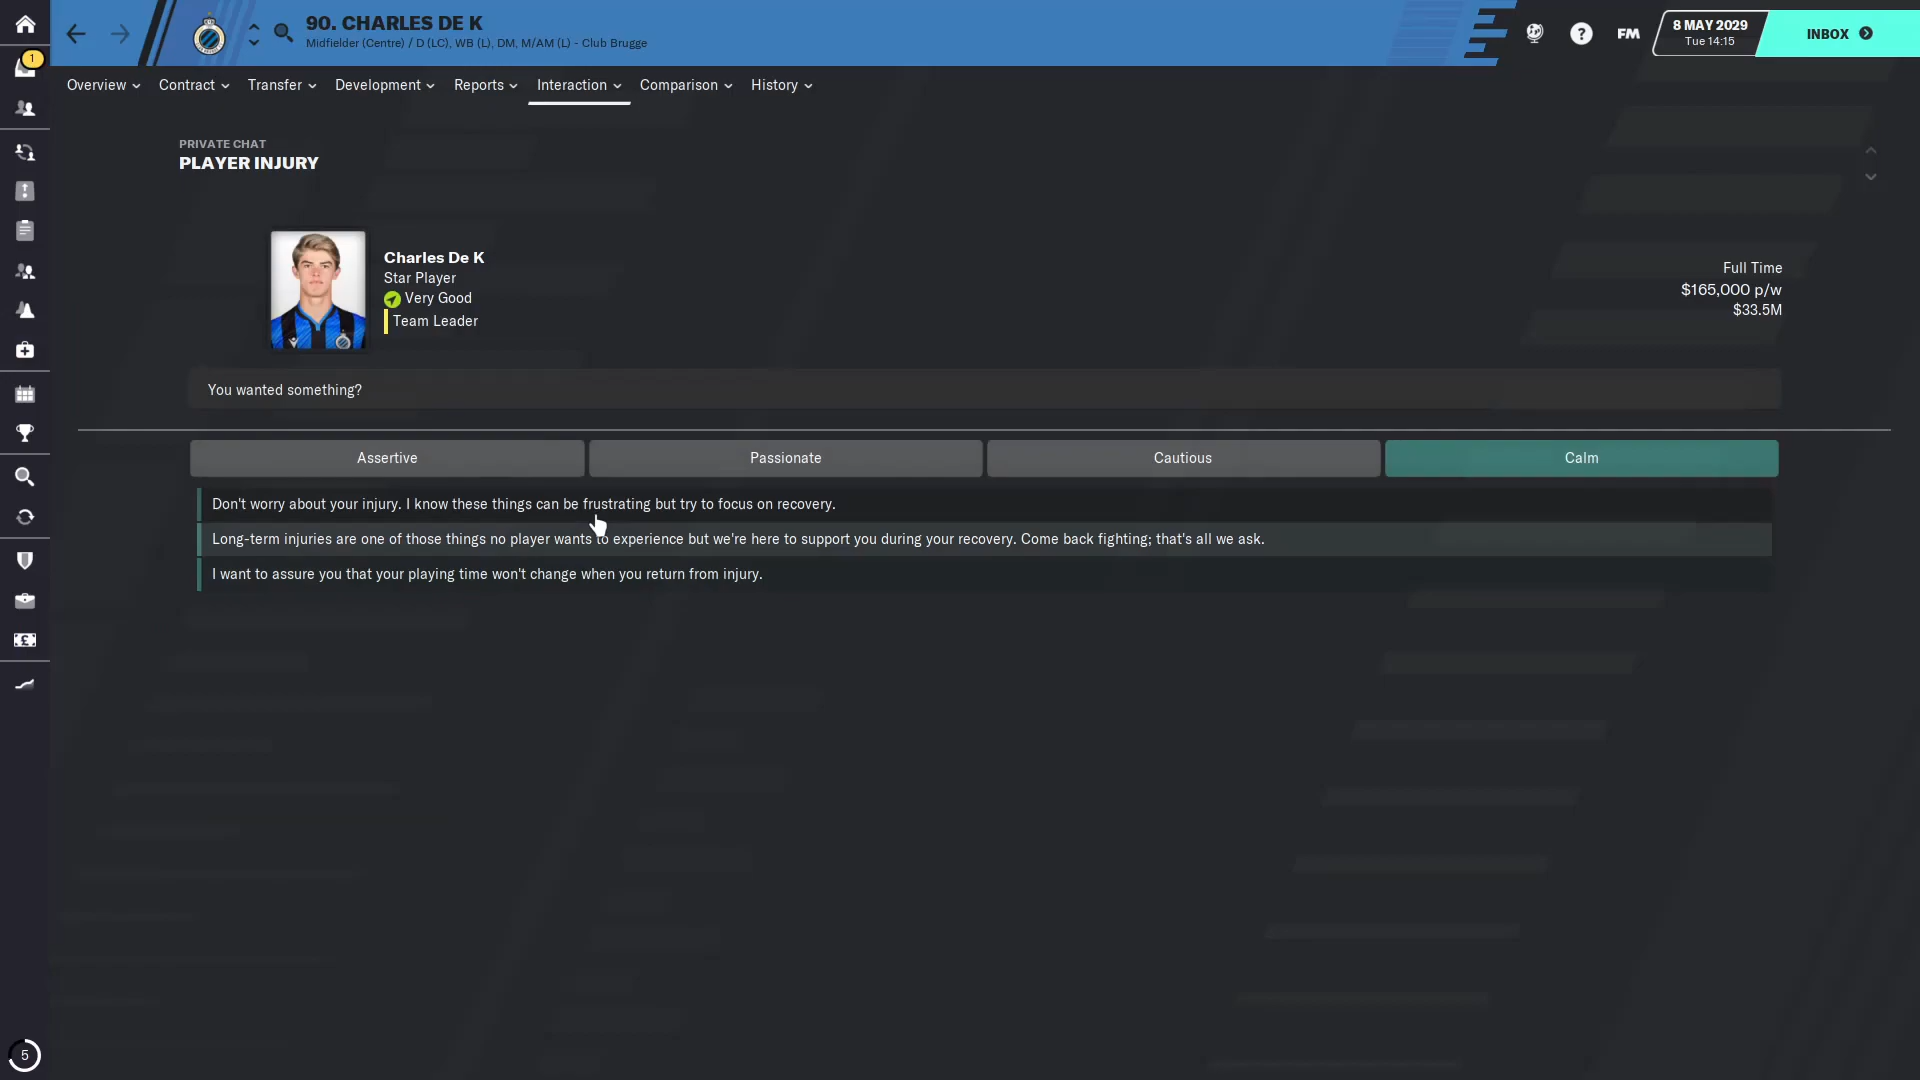 90. CHARLES DE K
Midfielder (Centre) / D (LC), WB (L), DM, M/AM (L) - Club Brugge
?
FM
8 MAY 2029
Tue 14:15
INBOX
1
Overview
Contract
Transfer
Development
Reports
Interaction
Comparison
History
PRIVATE CHAT
PLAYER INJURY
Charles De K
Star Player
Very Good
Team Leader
Full Time
$165,000 p/w
$33.5M
You wanted something?
Assertive
Passionate
Cautious
Calm
Don't worry about your injury. I know these things can be frustrating but try to focus on recovery.
Long-term injuries are one of those things no player wants to experience but we're here to support you during your recovery. Come back fighting; that's all we ask.
I want to assure you that your playing time won't change when you return from injury.
£
5